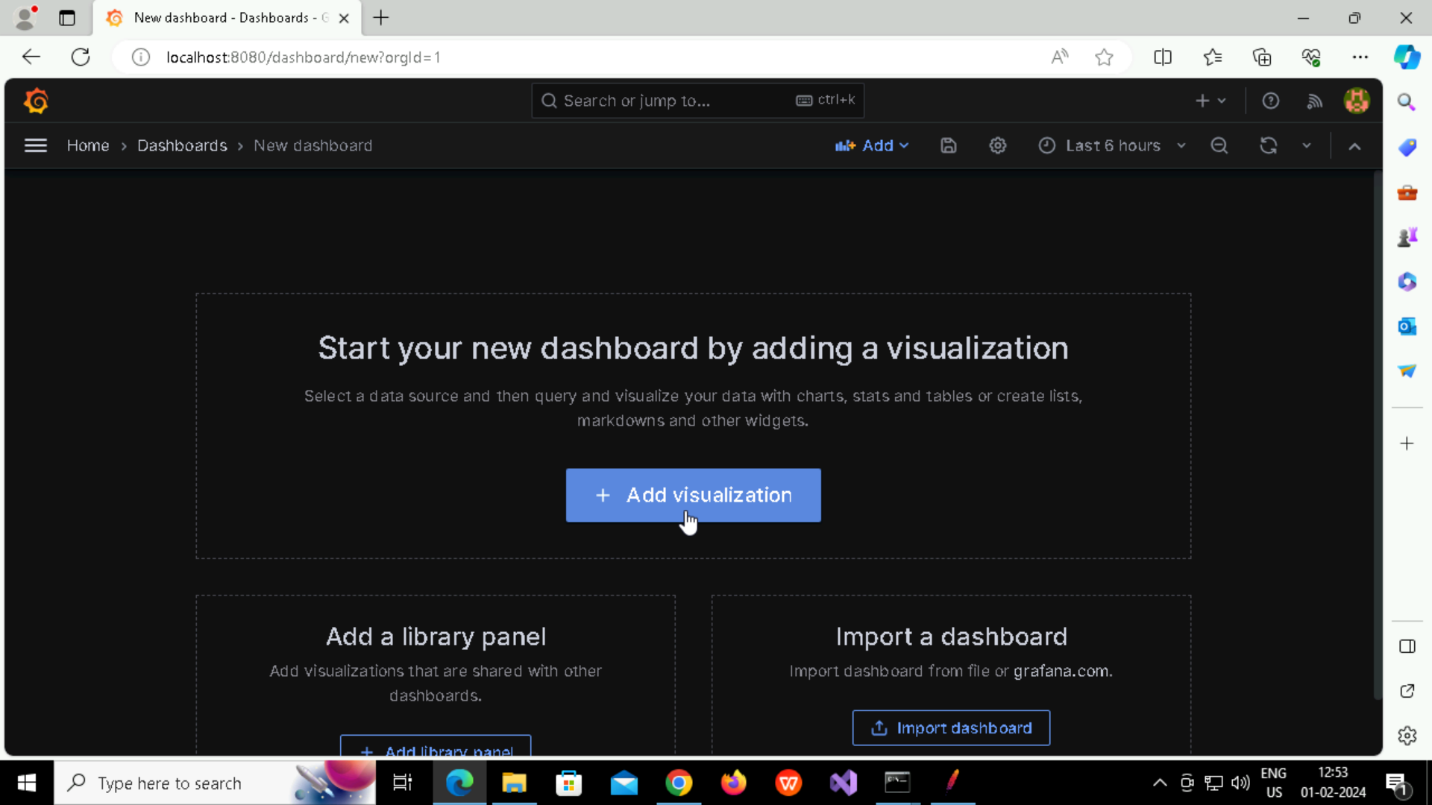 New dashboard - Dashboards - G
localhost:8080/dashboard/new?orgId=1
Search or jump to... ctrl+k
Home > Dashboards > New dashboard
Add
Last 6 hours
Start your new dashboard by adding a visualization
Select a data source and then query and visualize your data with charts, stats and tables or create lists,
markdowns and other widgets.
+ Add visualization
Add a library panel
Add visualizations that are shared with other
dashboards.
+ Add library panel
Import a dashboard
Import dashboard from file or grafana.com.
Import dashboard
Type here to search
ENG
US
12:53
01-02-2024
1